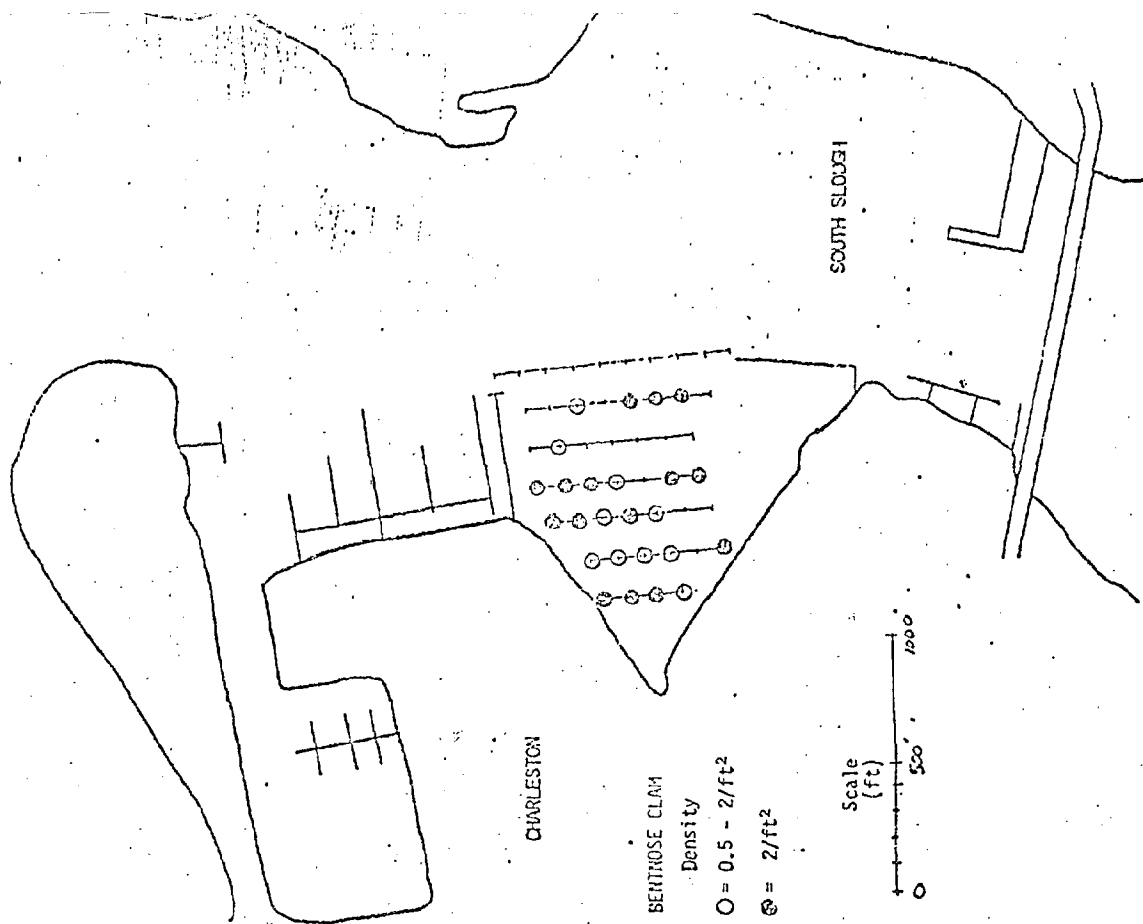 SOUTH SLOUGH
CHARLESTON
BENTNOSE CLAM
Density
O = 0.5 - 2/ft²
= 2/ft²
Scale
(ft)
0 500' 1000